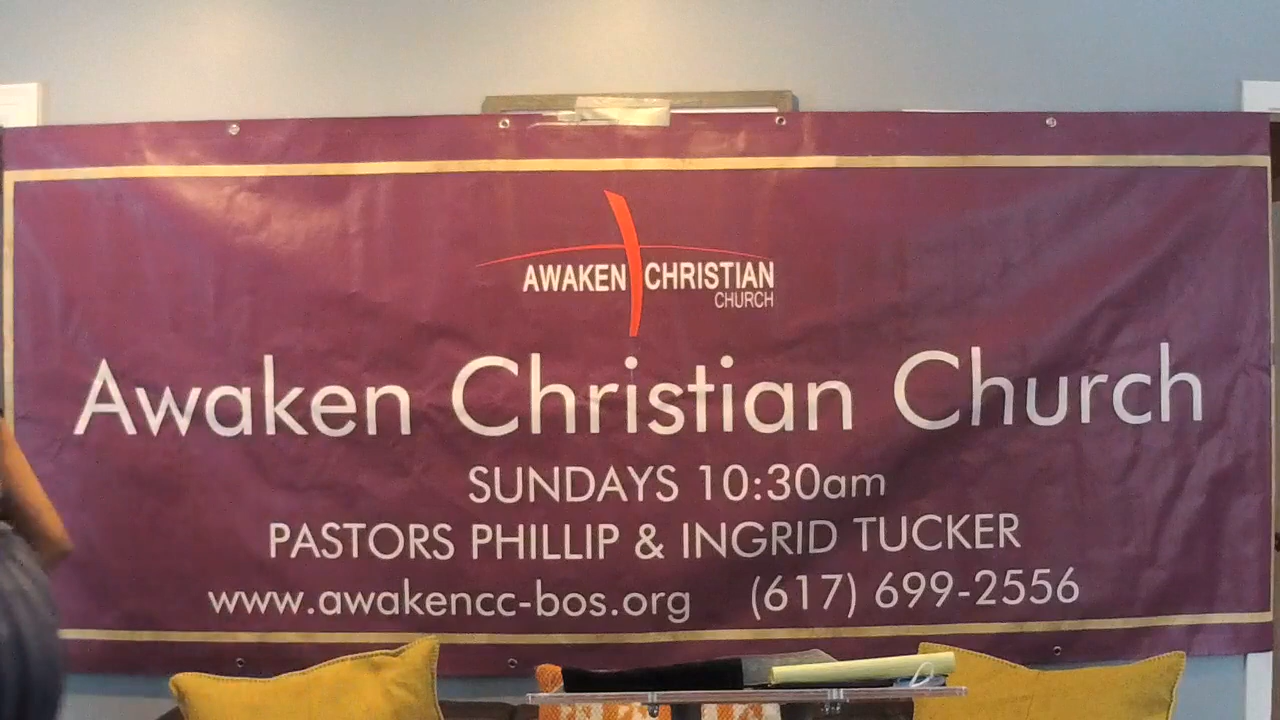 AWAKEN CHRISTIAN
CHURCH
Awaken Christian Church
SUNDAYS 10:30am
PASTORS PHILLIP & INGRID TUCKER
www.awakencc-bos.org (617) 699-2556